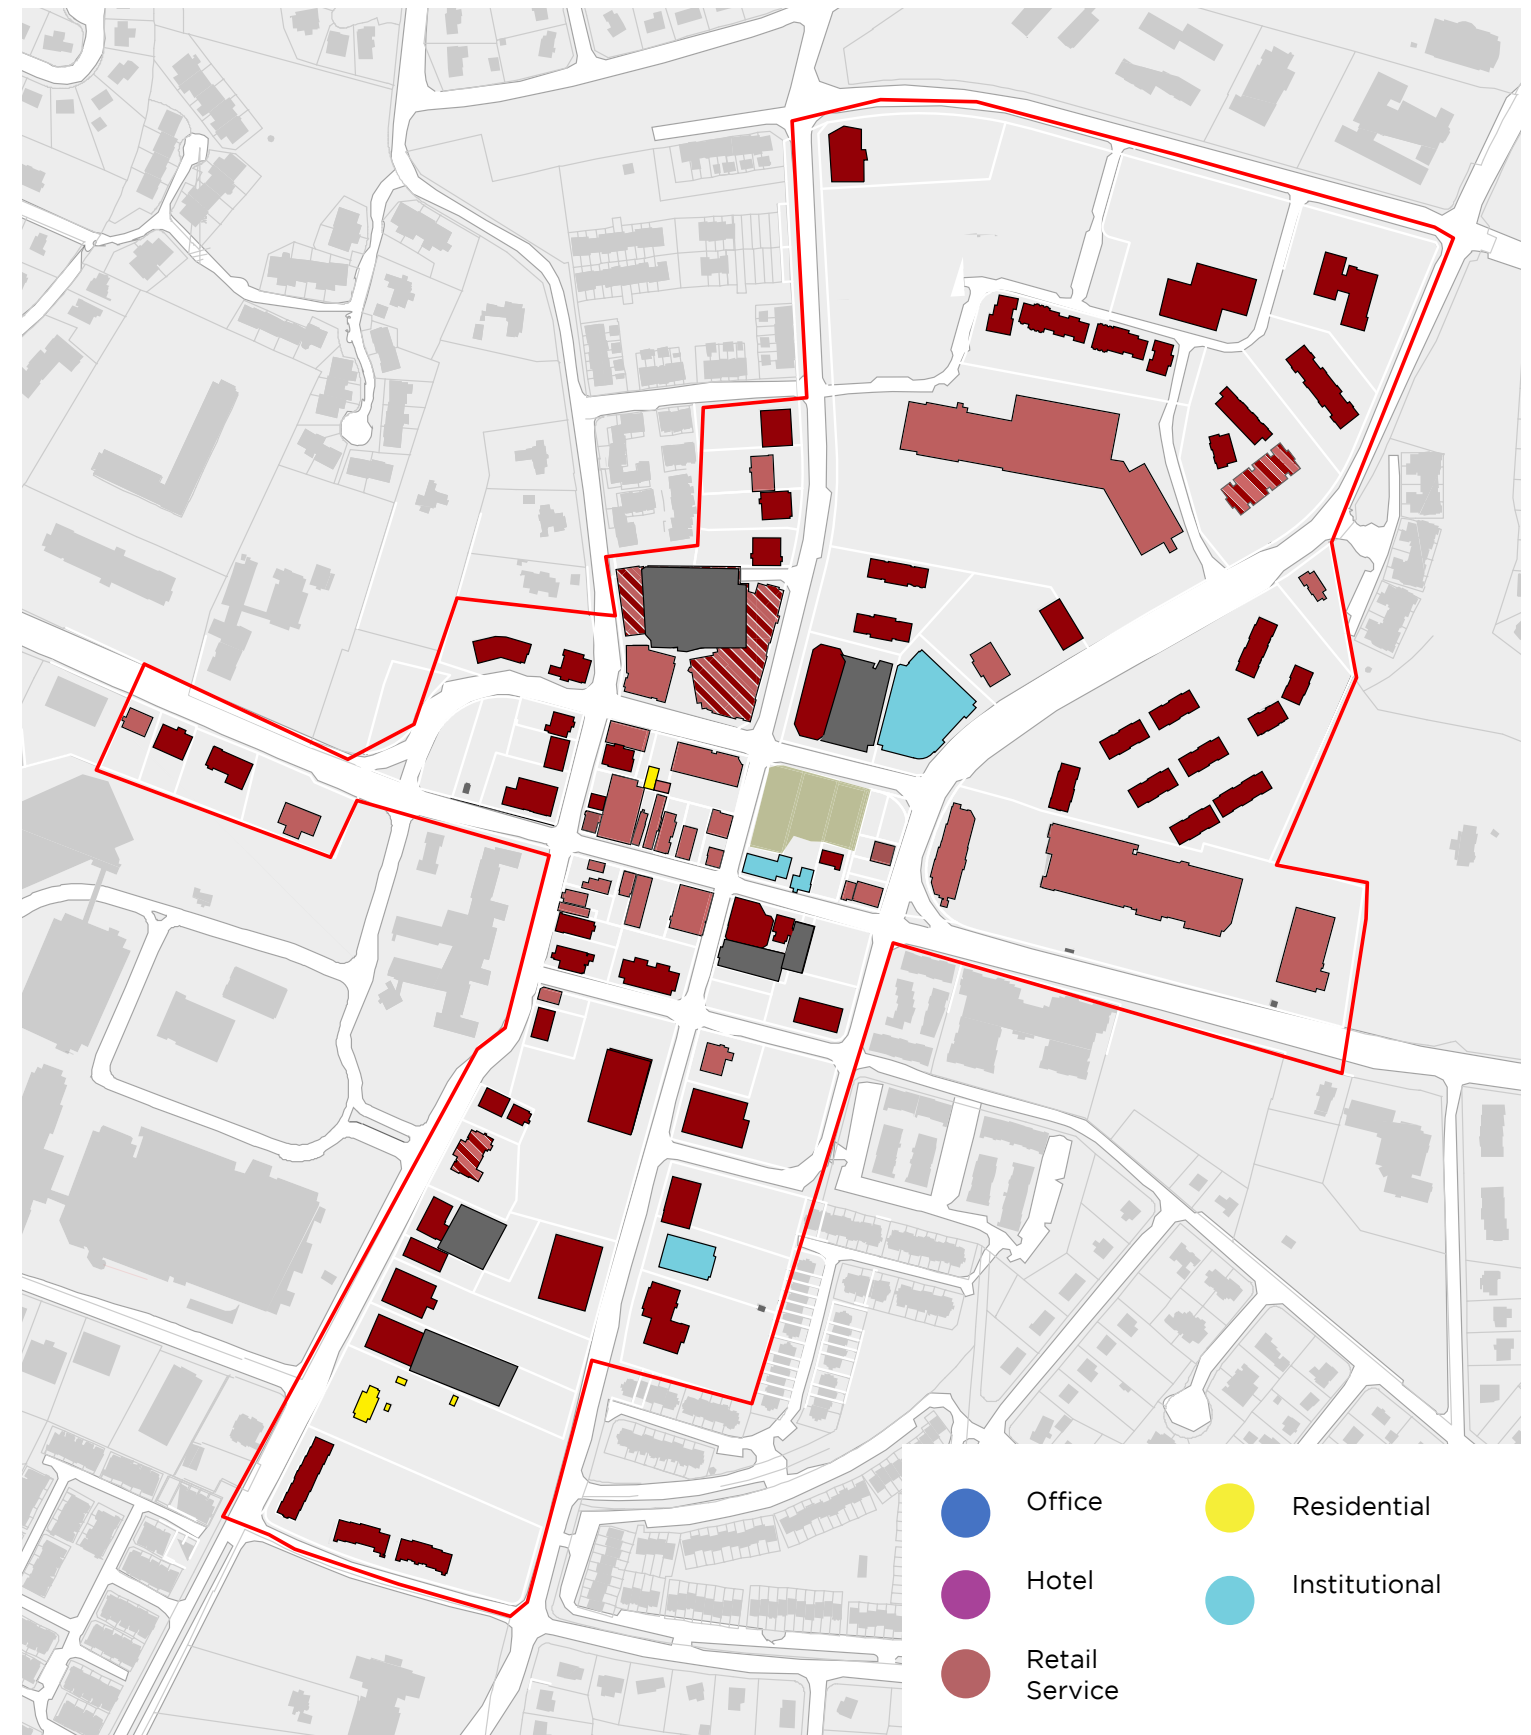 Office
Hotel
Retail
Service
Residential
Institutional